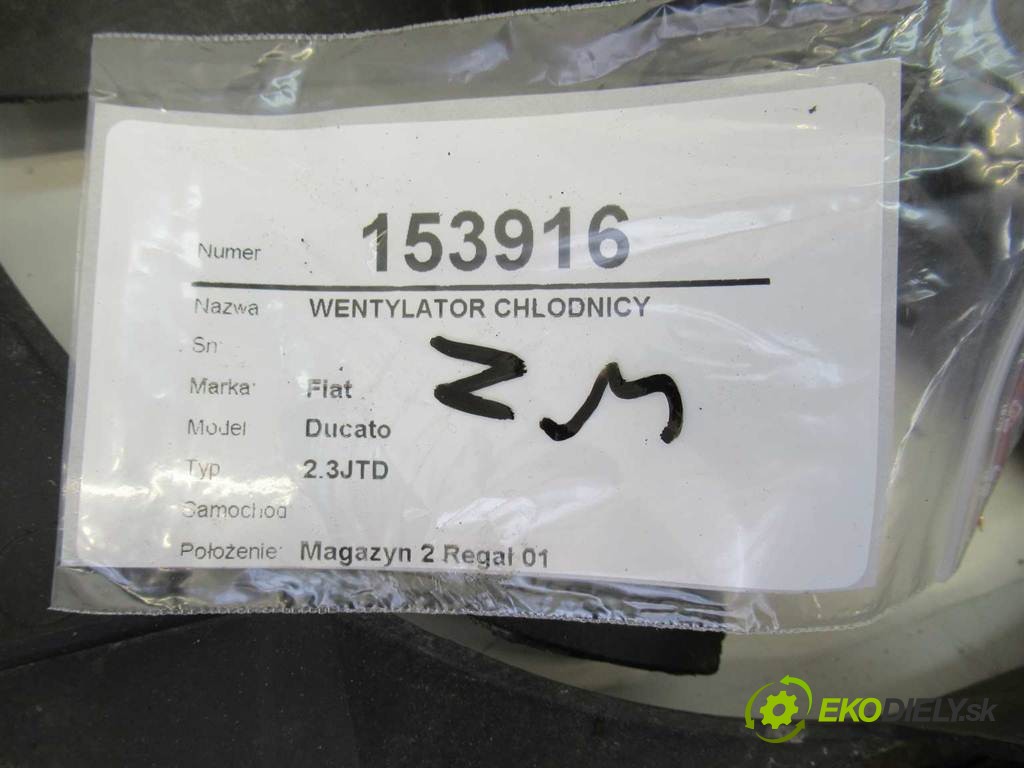 Numer 153916
Nazwa WENTYLATOR CHLODNICY
Sn:
Marka: Fiat
Model Ducato
Typ 2.3JTD
Samochod
Położenie: Magazyn 2 Regał 01
EKODIELY.sk